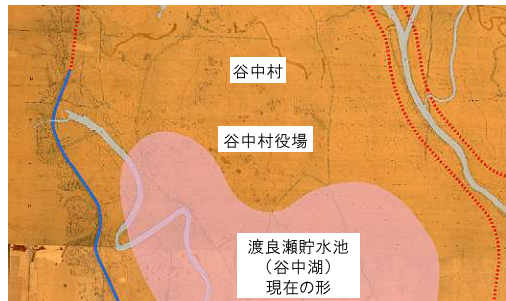 谷中村
谷中村役場
渡良瀬貯水池
（谷中湖）
現在の形